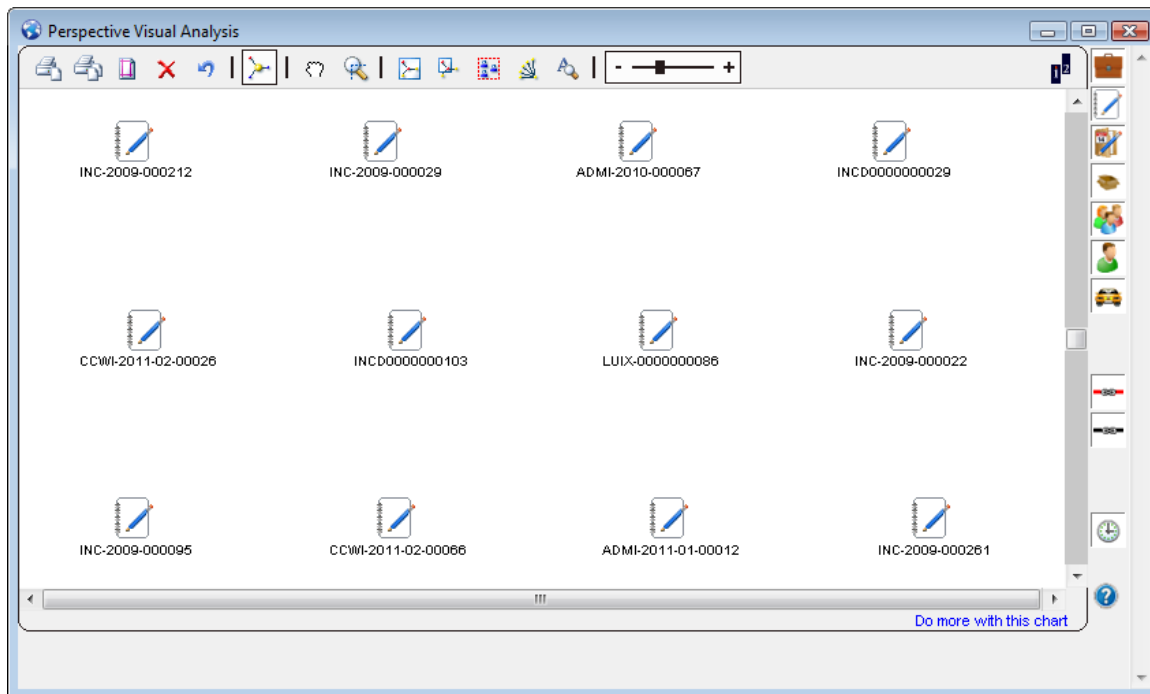 Perspective Visual Analysis
- +
1 2
INC-2009-000212 INC-2009-000029 ADMI-2010-000067 INCD0000000029
CCWI-2011-02-00026 INCD0000000103 LUIX-0000000086 INC-2009-000022
INC-2009-000095 CCWI-2011-02-00066 ADMI-2011-01-00012 INC-2009-000261
Do more with this chart